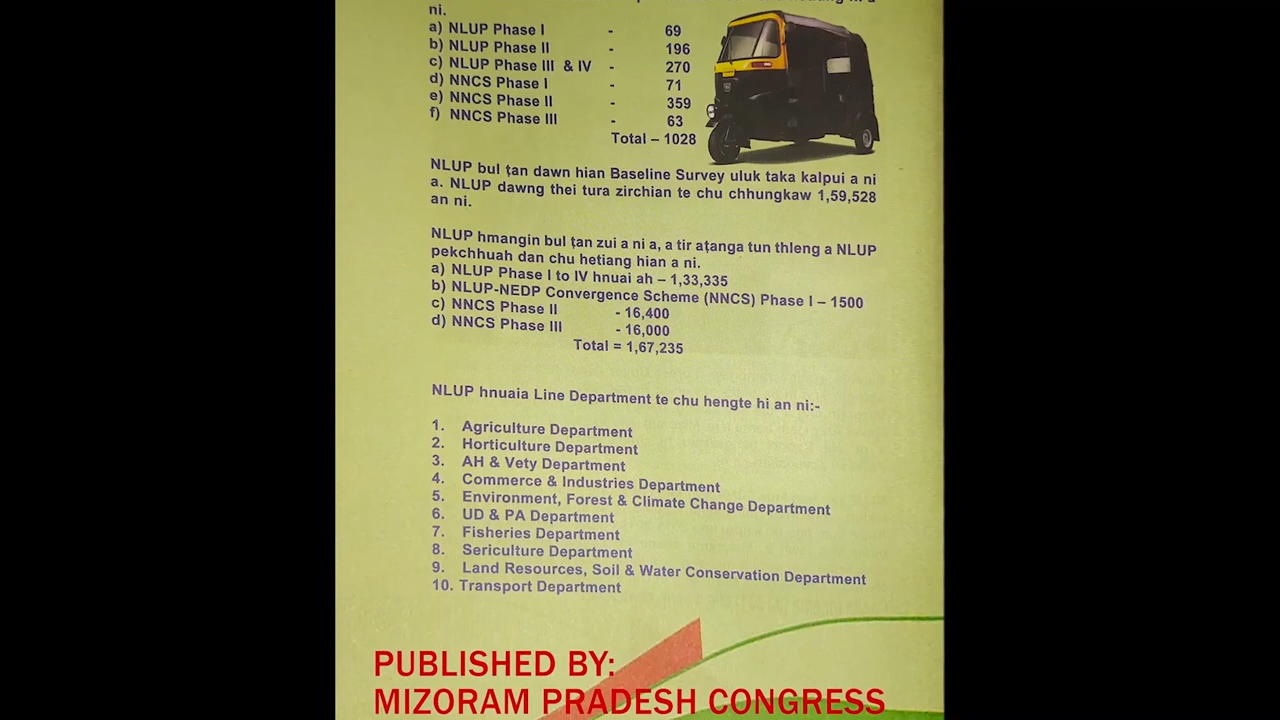 ni.
a) NLUP Phase I - 69
b) NLUP Phase II - 196
c) NLUP Phase III & IV - 270
d) NNCS Phase I - 71
e) NNCS Phase II - 359
f) NNCS Phase III - 63
Total – 1028
NLUP bul ṭan dawn hian Baseline Survey uluk taka kalpui a ni
a. NLUP dawng thei tura zirchian te chu chhungkaw 1,59,528
an ni.
NLUP hmangin bul ṭan zui a ni a, a tir aṭanga tun thleng a NLUP
pekchhuah dan chu hetiang hian a ni.
a) NLUP Phase I to IV hnuai ah – 1,33,335
b) NLUP-NEDP Convergence Scheme (NNCS) Phase I – 1500
c) NNCS Phase II - 16,400
d) NNCS Phase III - 16,000
Total = 1,67,235
NLUP hnuaia Line Department te chu hengte hi an ni:-
1. Agriculture Department
2. Horticulture Department
3. AH & Vety Department
4. Commerce & Industries Department
5. Environment, Forest & Climate Change Department
6. UD & PA Department
7. Fisheries Department
8. Sericulture Department
9. Land Resources, Soil & Water Conservation Department
10. Transport Department
PUBLISHED BY:
MIZORAM PRADESH CONGRESS